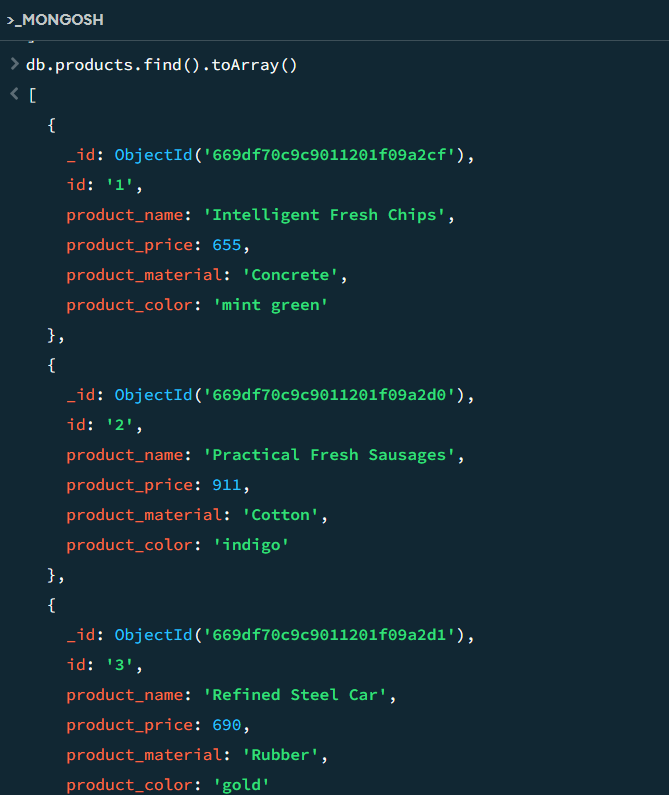 >_MONGOSH
> db.products.find().toArray()
< [
{
_id: ObjectId('669df70c9c9011201f09a2cf'),
id: '1',
product_name: 'Intelligent Fresh Chips',
product_price: 655,
product_material: 'Concrete',
product_color: 'mint green'
},
{
_id: ObjectId('669df70c9c9011201f09a2d0'),
id: '2',
product_name: 'Practical Fresh Sausages',
product_price: 911,
product_material: 'Cotton',
product_color: 'indigo'
},
{
_id: ObjectId('669df70c9c9011201f09a2d1'),
id: '3',
product_name: 'Refined Steel Car',
product_price: 690,
product_material: 'Rubber',
product_color: 'gold'